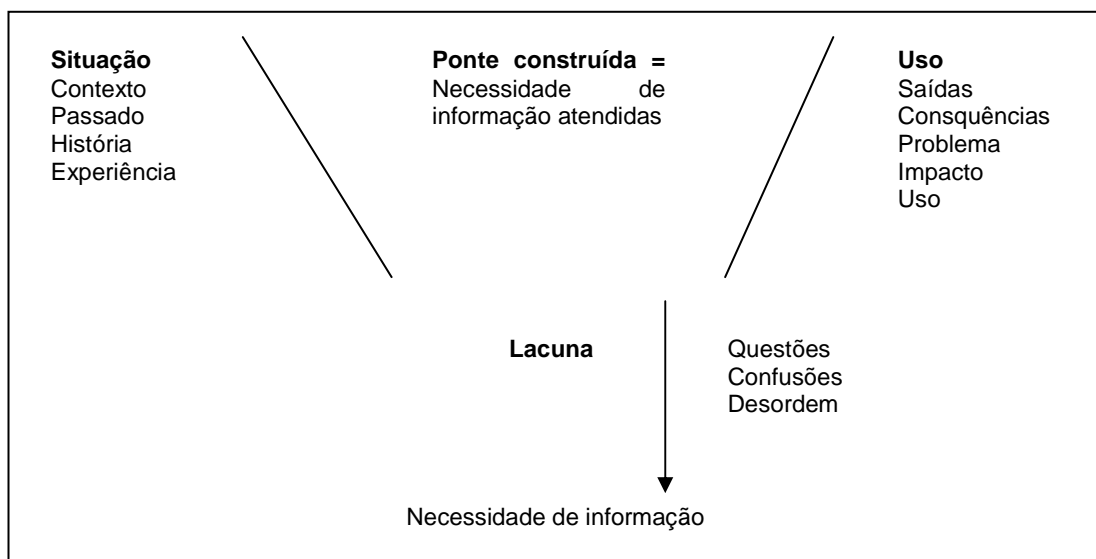 Situação
Contexto
Passado
História
Experiência
Ponte construída =
Necessidade de
informação atendidas
Uso
Saídas
Consquências
Problema
Impacto
Uso
Lacuna
Questões
Confusões
Desordem
Necessidade de informação